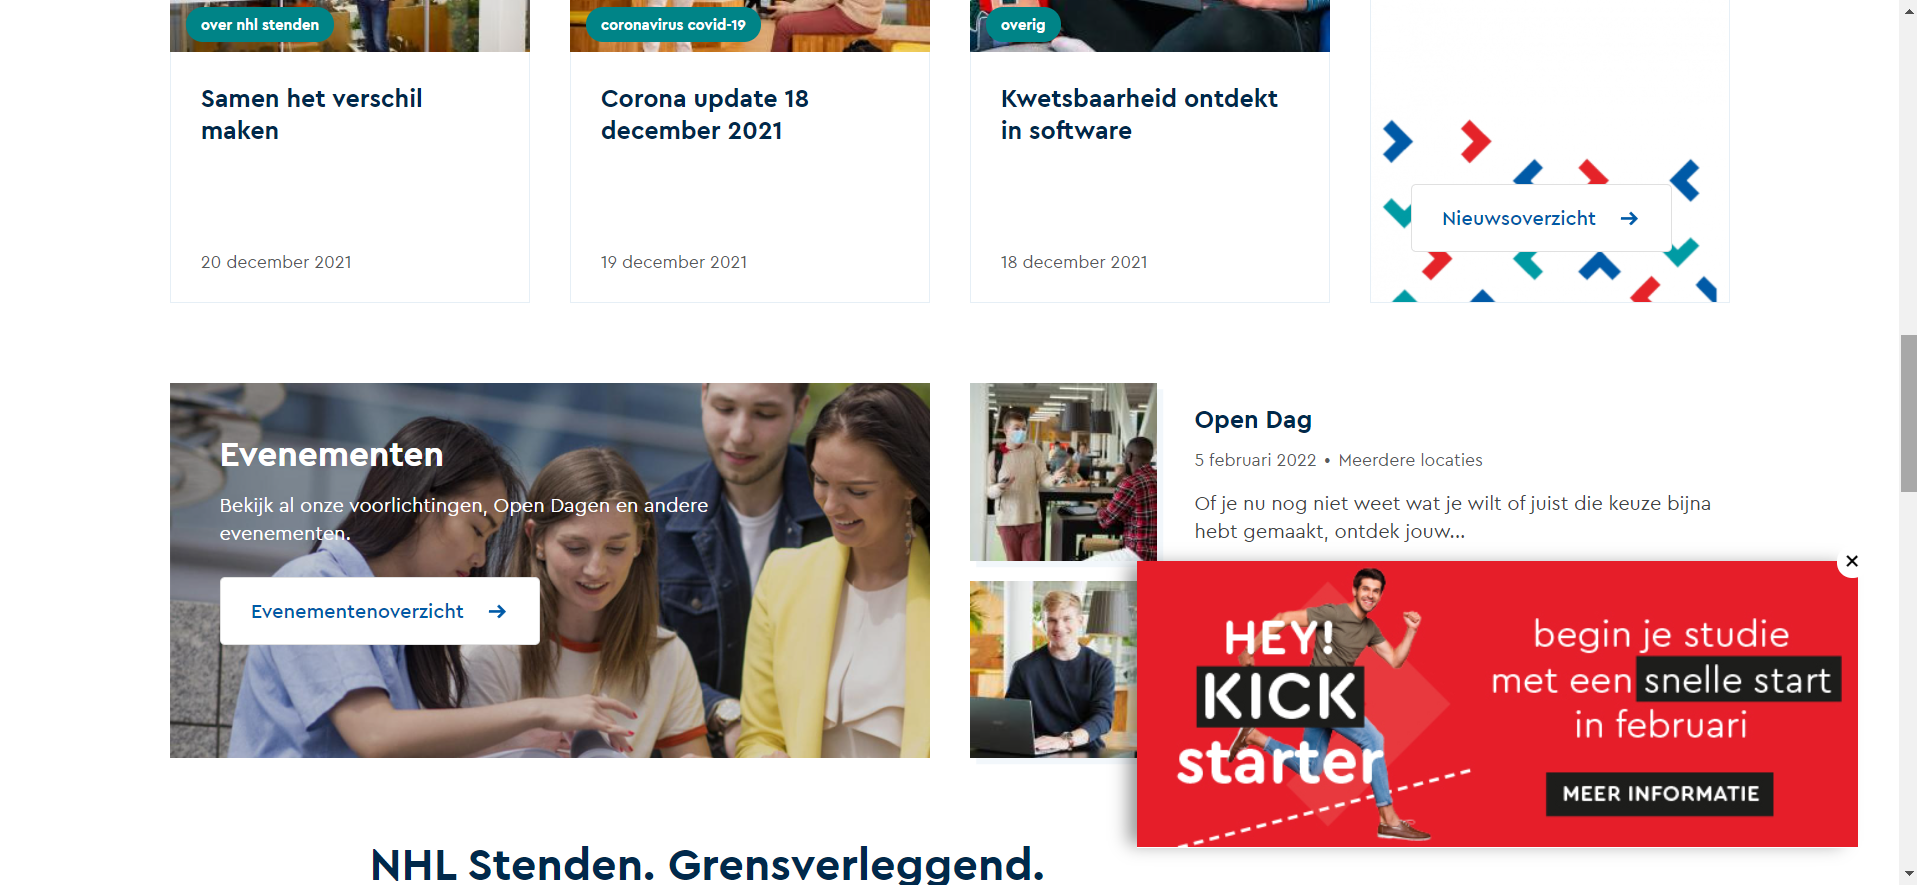 over nhl stenden
coronavirus covid-19
overig
Samen het verschil
maken
Corona update 18
december 2021
Kwetsbaarheid ontdekt
in software
20 december 2021
19 december 2021
18 december 2021
Nieuwsoverzicht
Evenementen
Bekijk al onze voorlichtingen, Open Dagen en andere
evenementen.
Evenementenoverzicht
Open Dag
5 februari 2022 • Meerdere locaties
Of je nu nog niet weet wat je wilt of juist die keuze bijna
hebt gemaakt, ontdek jouw...
HEY!
KICK
starter
begin je studie
met een snelle start
in februari
MEER INFORMATIE
NHL Stenden. Grensverleggend.